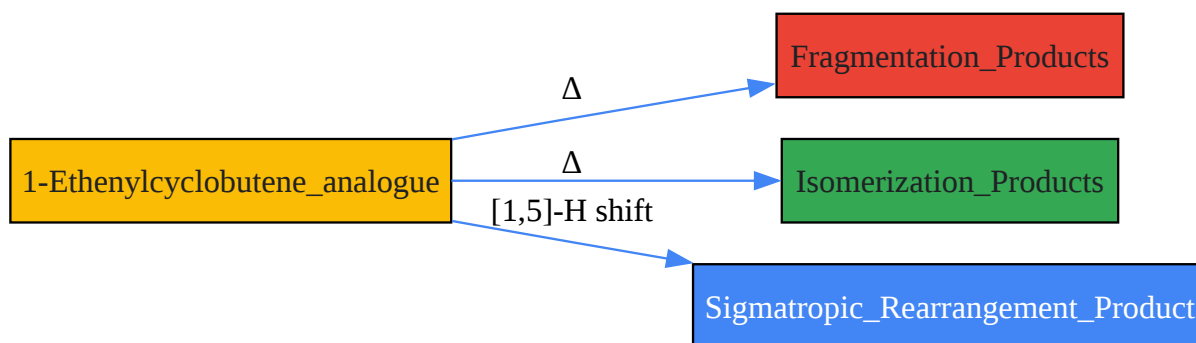 Fragmentation_Products
Δ
1-Ethenylcyclobutene_analogue
Δ
Isomerization_Products
[1,5]-H shift
Sigmatropic_Rearrangement_Product